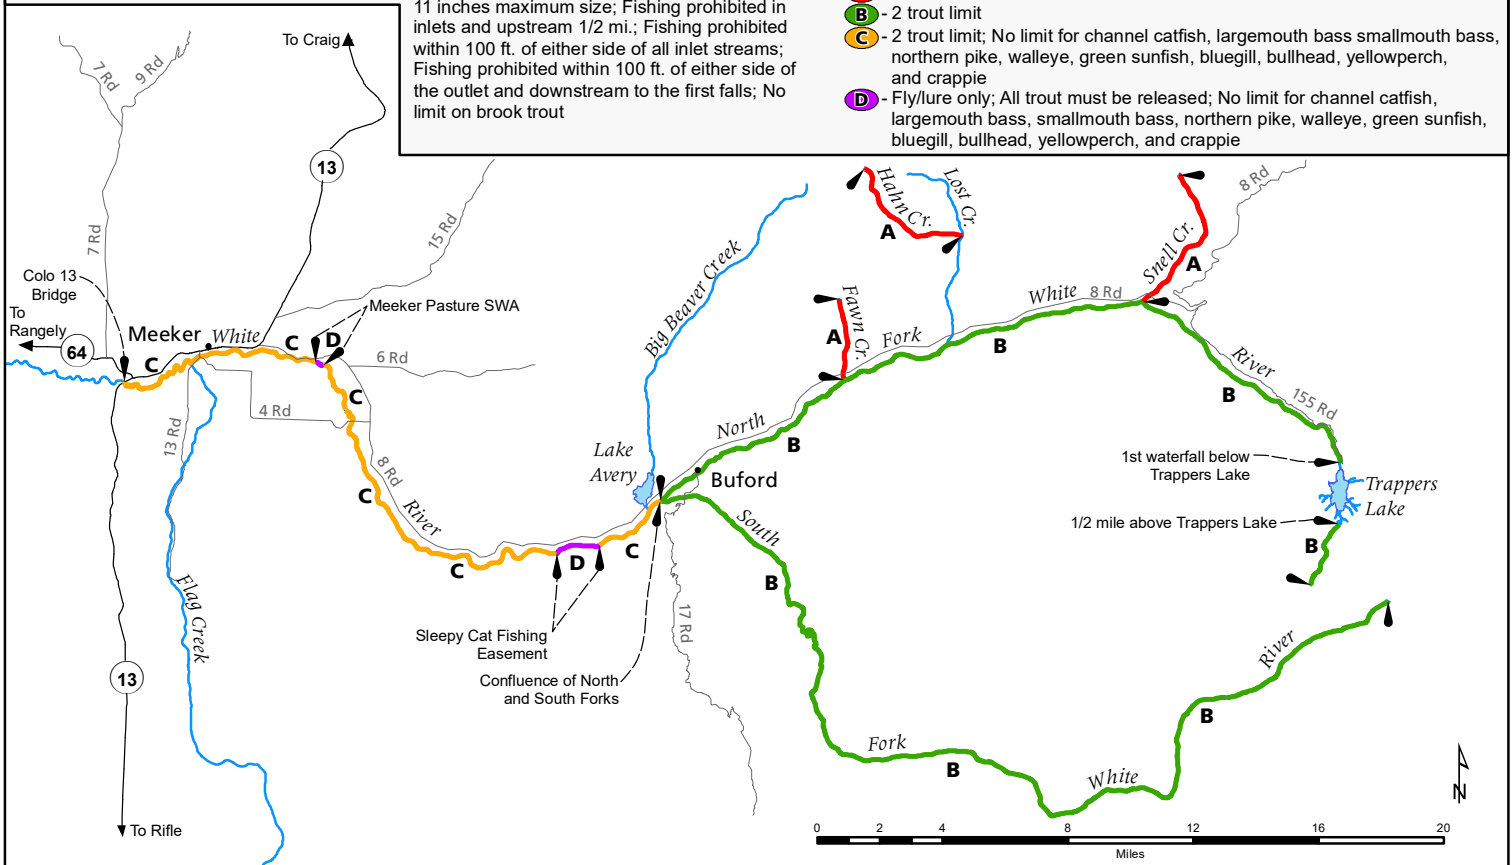 11 inches maximum size; Fishing prohibited in
inlets and upstream 1/2 mi.; Fishing prohibited
within 100 ft. of either side of all inlet streams;
Fishing prohibited within 100 ft. of either side of
the outlet and downstream to the first falls; No
limit on brook trout
B - 2 trout limit
C - 2 trout limit; No limit for channel catfish, largemouth bass smallmouth bass,
northern pike, walleye, green sunfish, bluegill, bullhead, yellowperch,
and crappie
D - Fly/lure only; All trout must be released; No limit for channel catfish,
largemouth bass, smallmouth bass, northern pike, walleye, green sunfish,
bluegill, bullhead, yellowperch, and crappie
To Craig
7 Rd
9 Rd
13
7 Rd
15 Rd
Colo 13
Bridge
To
Rangely
64
Meeker
White
C
C
D
Meeker Pasture SWA
6 Rd
4 Rd
13 Rd
C
8 Rd
C
River
C
D
C
Sleepy Cat Fishing
Easement
Confluence of North
and South Forks
Flag Creek
13
To Rifle
Big Beaver Creek
Lake
Avery
Buford
17 Rd
Hahn Cr.
A
Lost Cr.
Fawn Cr.
A
Snell Cr.
A
8 Rd
North
B
Fork
B
White
8 Rd
River
B
155 Rd
1st waterfall below
Trappers Lake
Trappers
Lake
1/2 mile above Trappers Lake
B
South
B
Fork
B
White
B
River
N
0
2
4
8
12
16
20
Miles